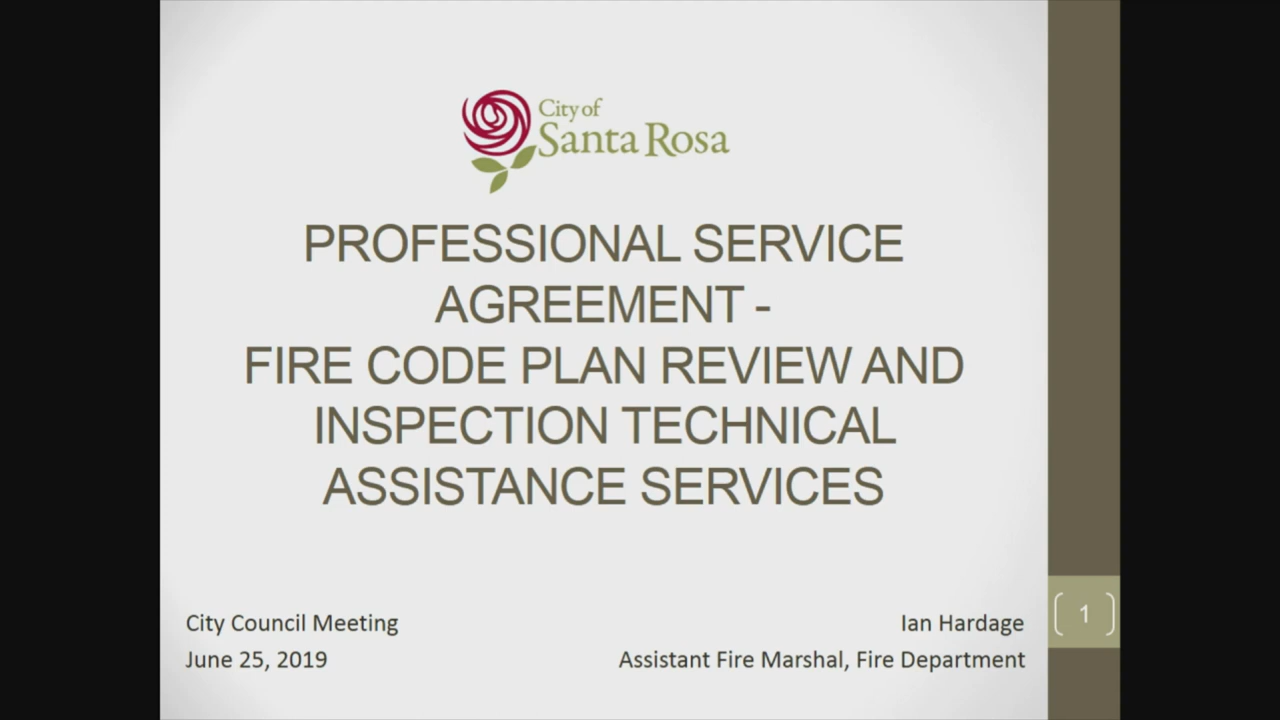 City of
Santa Rosa
PROFESSIONAL SERVICE
AGREEMENT -
FIRE CODE PLAN REVIEW AND
INSPECTION TECHNICAL
ASSISTANCE SERVICES
City Council Meeting
June 25, 2019
Ian Hardage
Assistant Fire Marshal, Fire Department
1